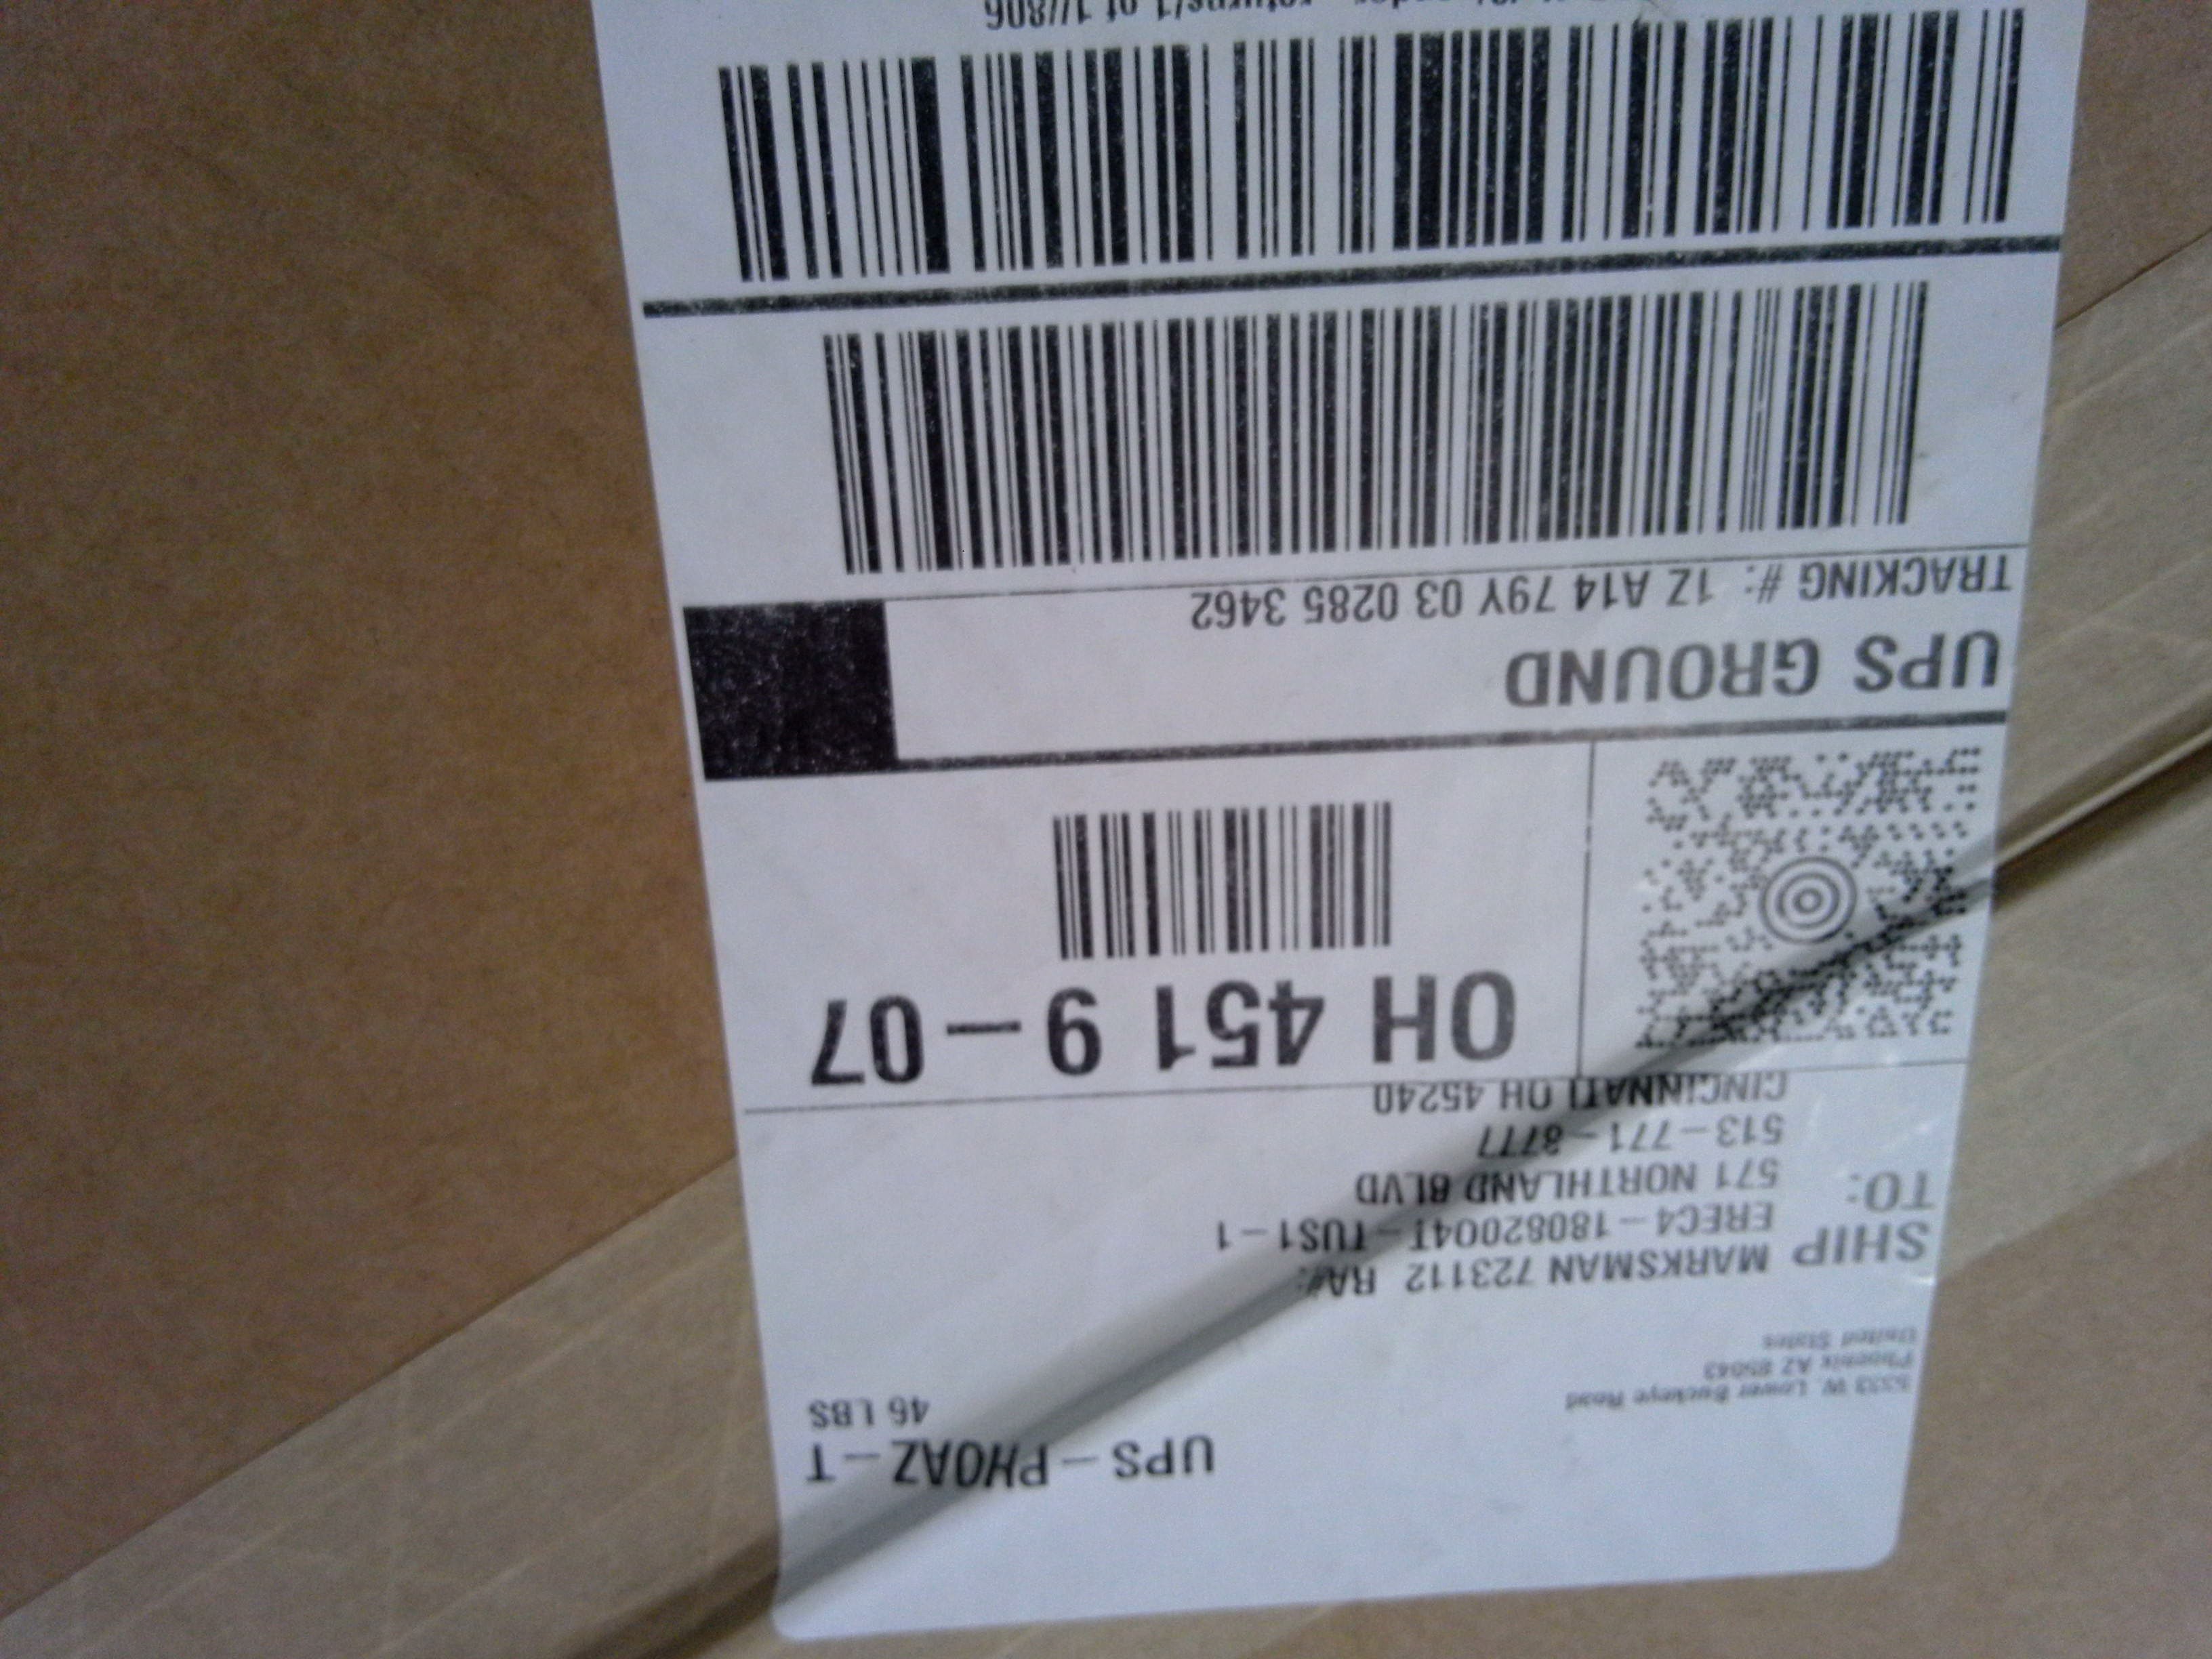 UPS-PHOAZ-T
46 LBS
5333 W. Lower Buckeye Road
Phoenix AZ 85043
United States
SHIP TO:
MARKSMAN 723112 RA#:
EREC4-18082004T-TUS1-1
571 NORTHLAND BLVD
513-771-8777
CINCINNATI OH 45240
OH 451 9-07
UPS GROUND
TRACKING #: 1Z A14 79Y 03 0285 3462